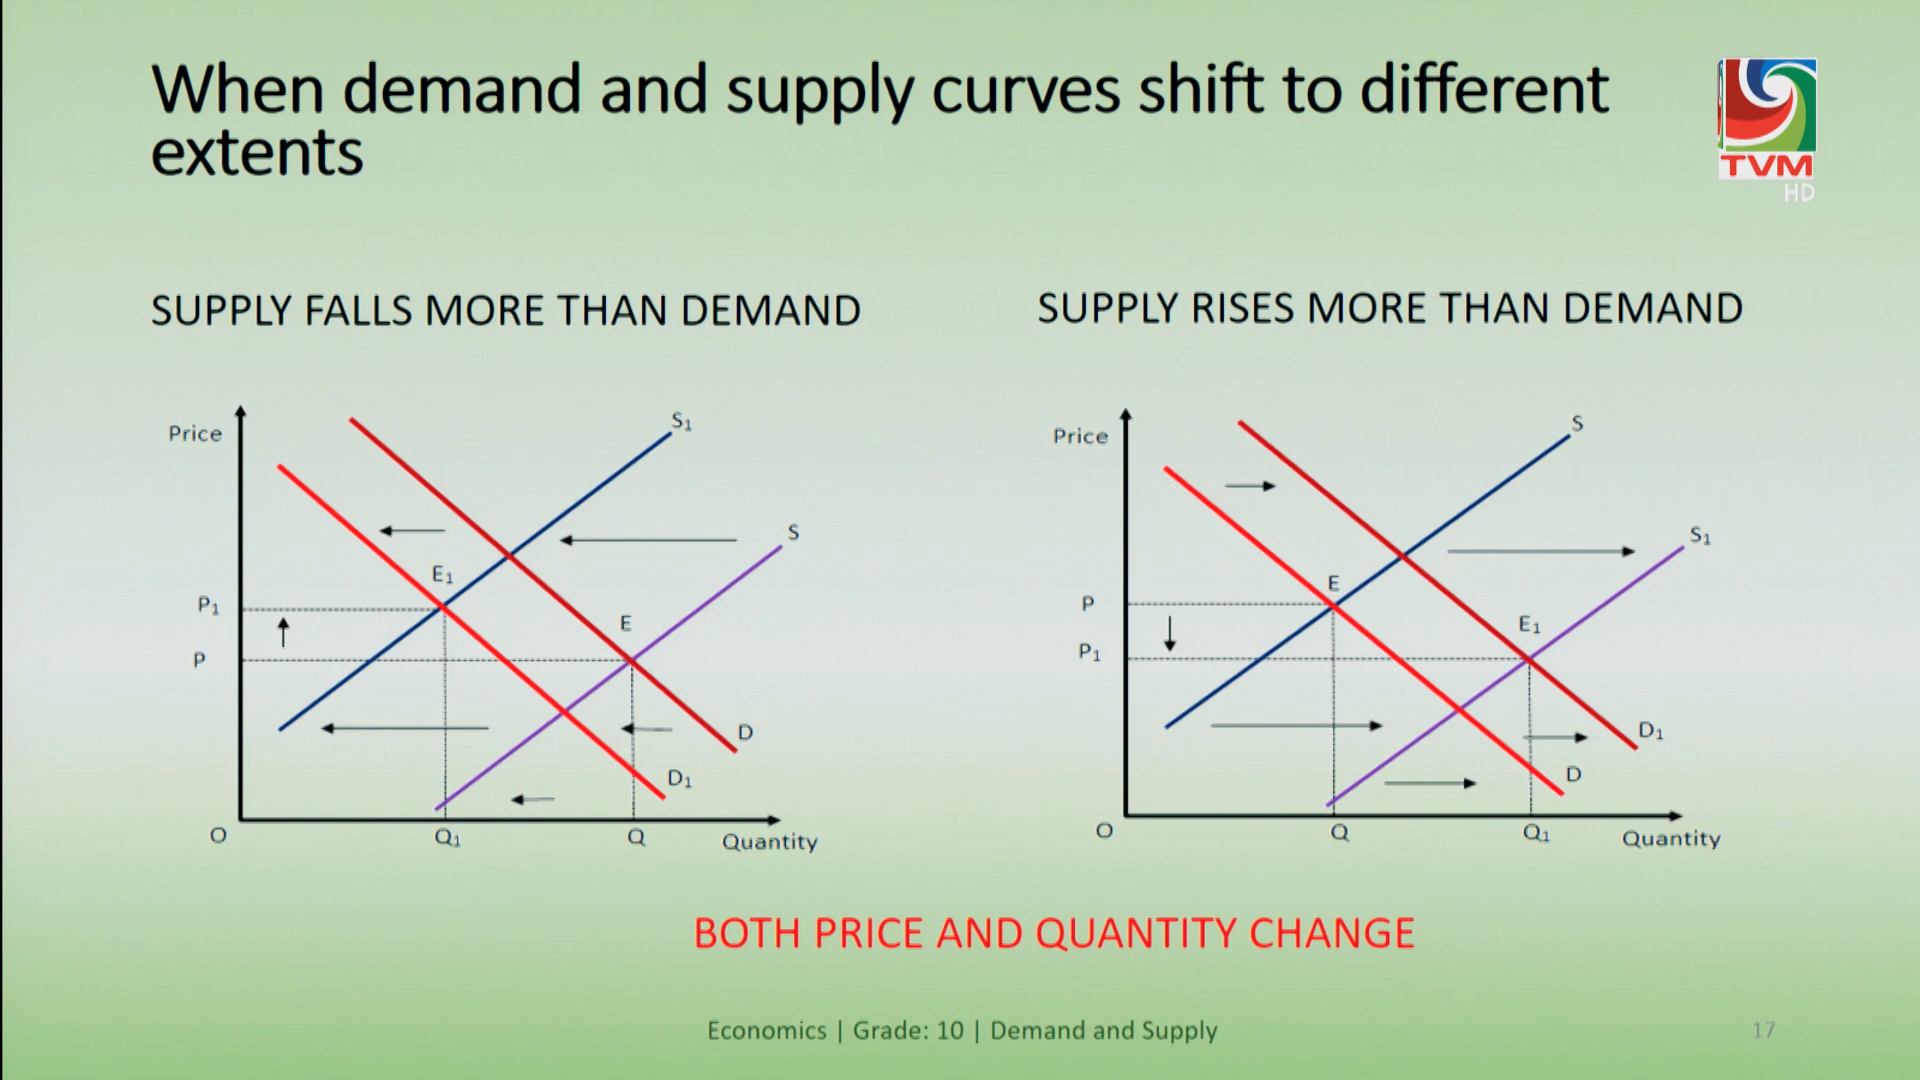 When demand and supply curves shift to different
extents
TVM
HD
SUPPLY FALLS MORE THAN DEMAND
Price
S₁
S
E₁
P₁
E
P
D
D₁
O
Q₁
Q
Quantity
SUPPLY RISES MORE THAN DEMAND
Price
S
S₁
E
P
E₁
P₁
D₁
D
O
Q
Q₁
Quantity
BOTH PRICE AND QUANTITY CHANGE
Economics | Grade: 10 | Demand and Supply
17